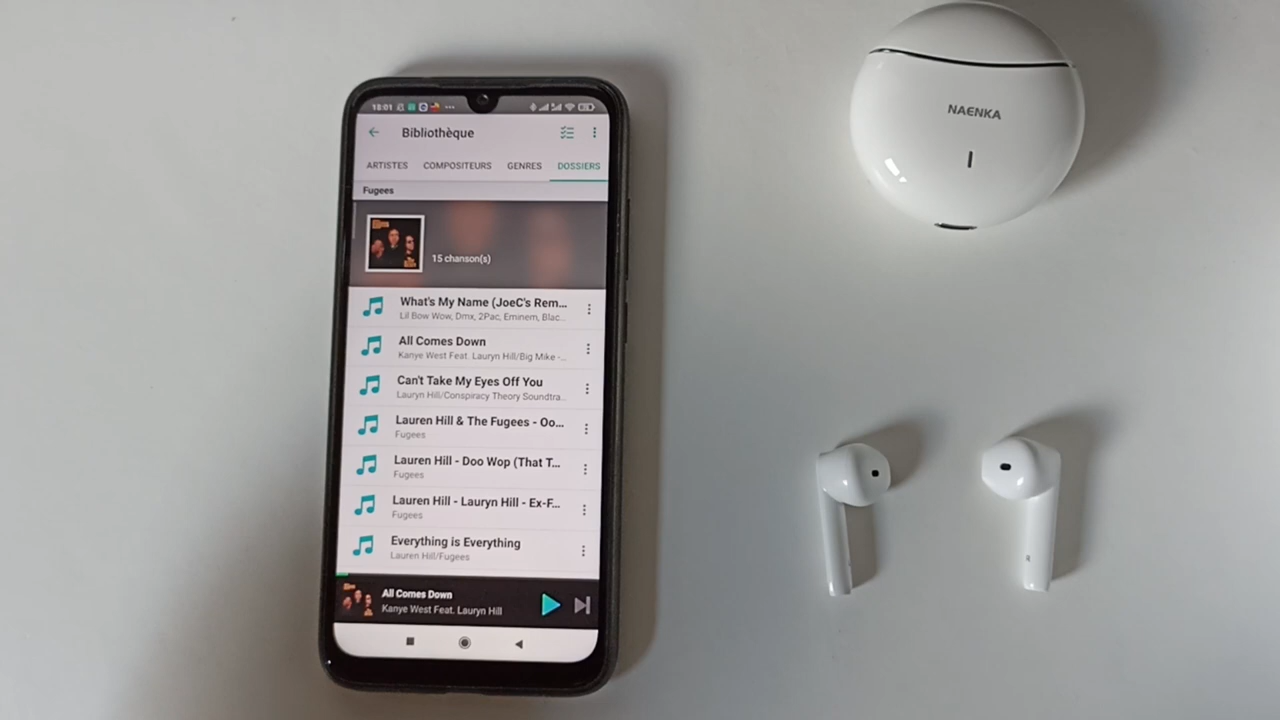 18:01
Bibliothèque
ARTISTES COMPOSITEURS GENRES DOSSIERS
Fugees
15 chanson(s)
What's My Name (JoeC's Rem...
Lil Bow Wow, Dmx, 2Pac, Eminem, Blac...
All Comes Down
Kanye West Feat. Lauryn Hill/Big Mike -...
Can't Take My Eyes Off You
Lauryn Hill/Conspiracy Theory Soundtra...
Lauren Hill & The Fugees - Oo...
Fugees
Lauren Hill - Doo Wop (That T...
Fugees
Lauren Hill - Lauryn Hill - Ex-F...
Fugees
Everything is Everything
Lauren Hill/Fugees
All Comes Down
Kanye West Feat. Lauryn Hill
NAENKA
R